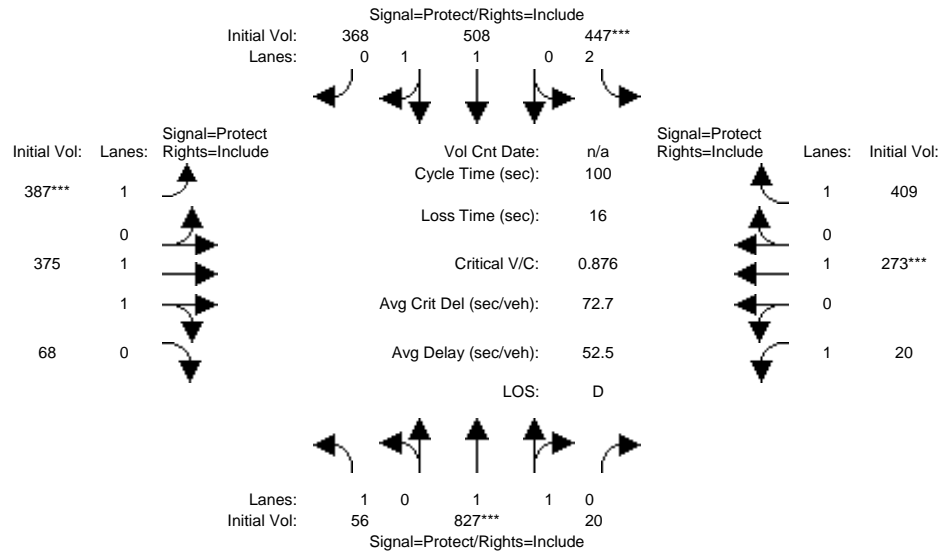 Signal=Protect/Rights=Include
Initial Vol: 368 508 447***
Lanes: 0 1 1 0 2
Signal=Protect Signal=Protect
Initial Vol: Lanes: Rights=Include Vol Cnt Date: n/a Rights=Include Lanes: Initial Vol:
Cycle Time (sec): 100
387*** 1 1 409
Loss Time (sec): 16
0 0
375 1 Critical V/C: 0.876 1 273***
1 Avg Crit Del (sec/veh): 72.7 0
68 0 Avg Delay (sec/veh): 52.5 1 20
LOS: D
Lanes: 1 0 1 1 0
Initial Vol: 56 827*** 20
Signal=Protect/Rights=Include